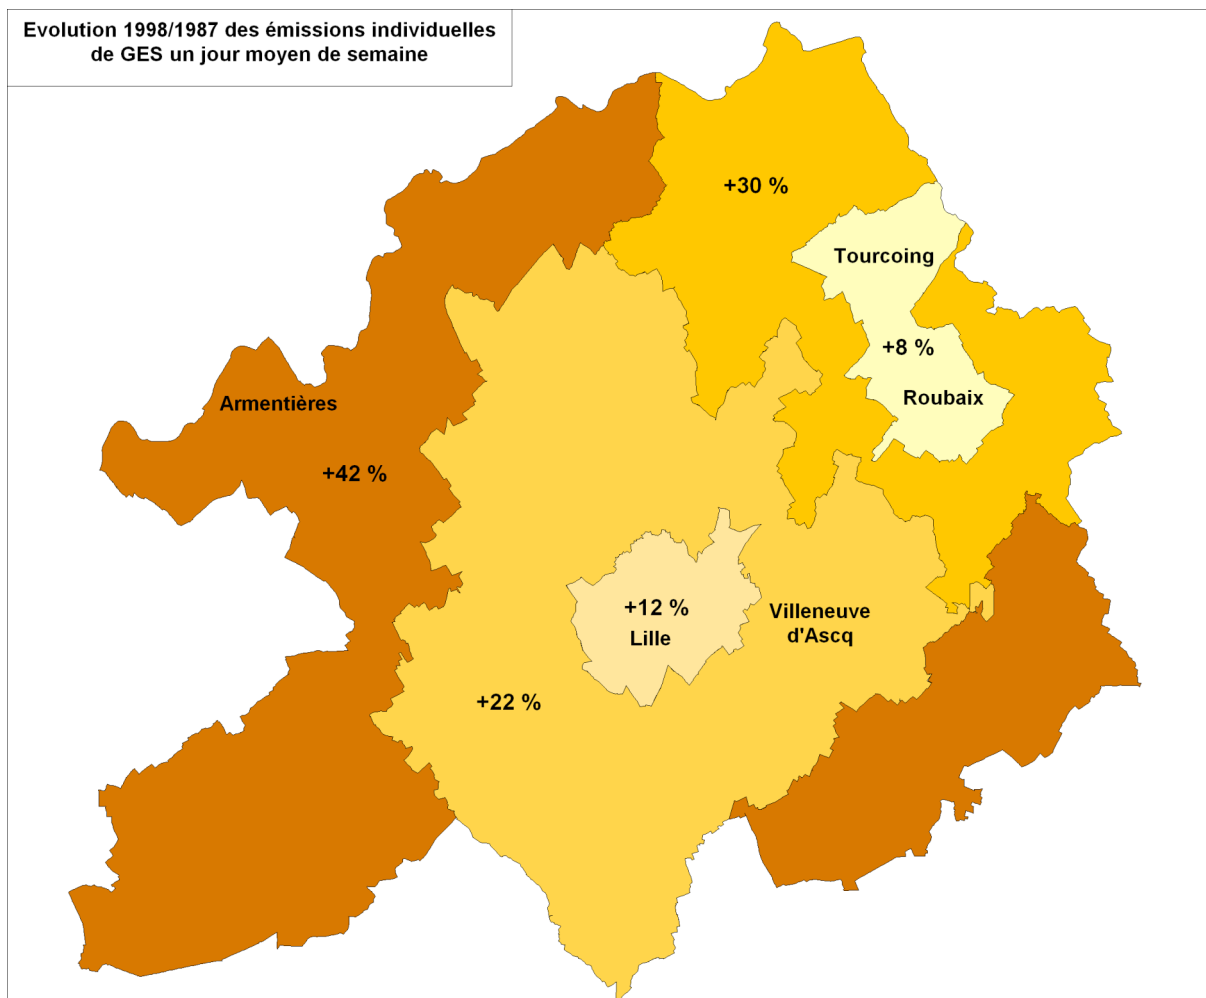 Evolution 1998/1987 des émissions individuelles
de GES un jour moyen de semaine
+30 %
Tourcoing
+8 %
Roubaix
Armentières
+42 %
+12 %
Lille
Villeneuve
d'Ascq
+22 %